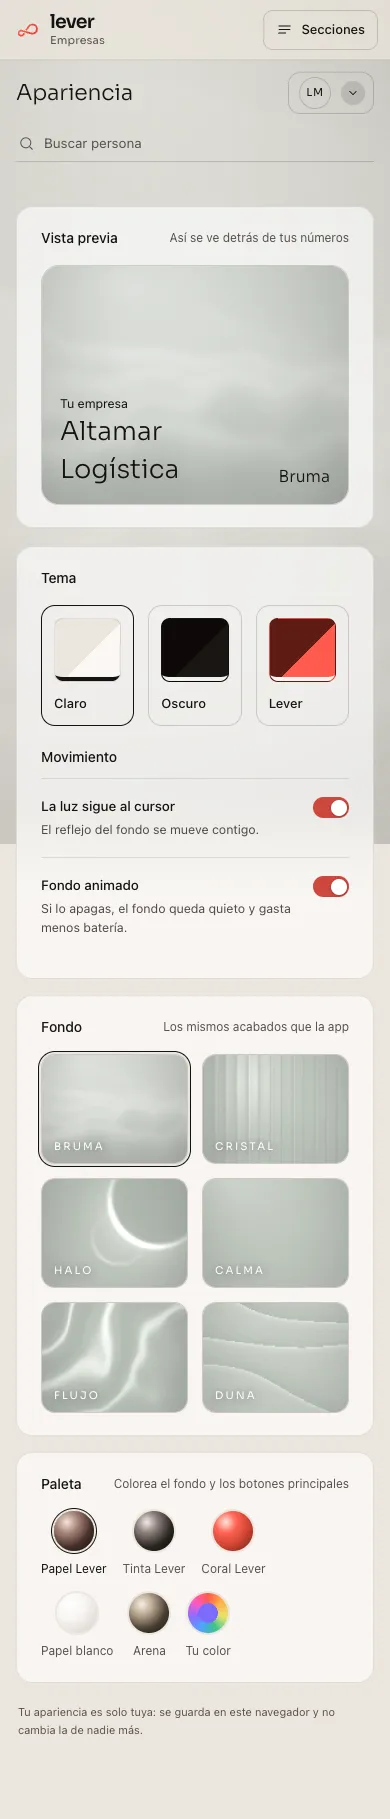 lever
Empresas
Secciones
Apariencia
LM
Buscar persona
Vista previa
Así se ve detrás de tus números
Tu empresa
Altamar
Logística
Bruma
Tema
Claro
Oscuro
Lever
Movimiento
La luz sigue al cursor
El reflejo del fondo se mueve contigo.
Fondo animado
Si lo apagas, el fondo queda quieto y gasta
menos batería.
Fondo
Los mismos acabados que la app
BRUMA
CRISTAL
HALO
CALMA
FLUJO
DUNA
Paleta
Colorea el fondo y los botones principales
Papel Lever
Tinta Lever
Coral Lever
Papel blanco
Arena
Tu color
Tu apariencia es solo tuya: se guarda en este navegador y no
cambia la de nadie más.